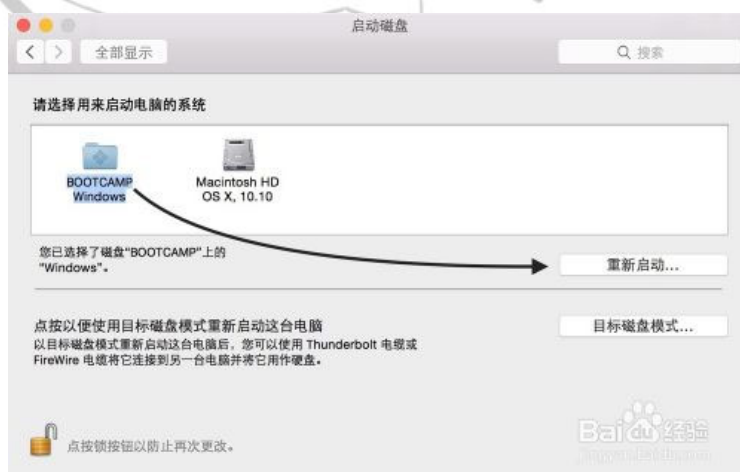 启动磁盘
全部显示
搜索
请选择用来启动电脑的系统
BOOTCAMP
Windows
Macintosh HD
OS X, 10.10
您已选择了磁盘"BOOTCAMP"上的
"Windows"。
重新启动...
点按以便使用目标磁盘模式重新启动这台电脑
目标磁盘模式...
以目标磁盘模式重新启动这台电脑后，您可以使用 Thunderbolt 电缆或
FireWire 电缆将它连接到另一台电脑并将它用作硬盘。
点按锁按钮以防止再次更改。
Baidu 经验
jingyan.baidu.com